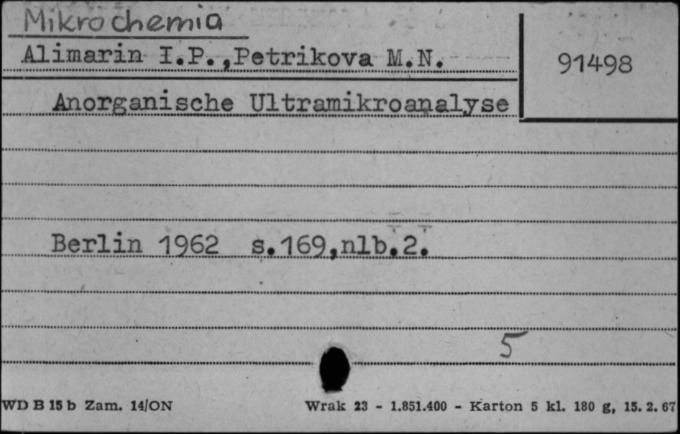 Mikrochemia
Alimarin I.P.,Petrikova M.N.
91498
Anorganische Ultramikroanalyse
Berlin 1962 s.169,nlb.2.
5
WD B 15 b Zam. 14/ON
Wrak 23 - 1.851.400 - Karton 5 kl. 180 g, 15. 2. 67